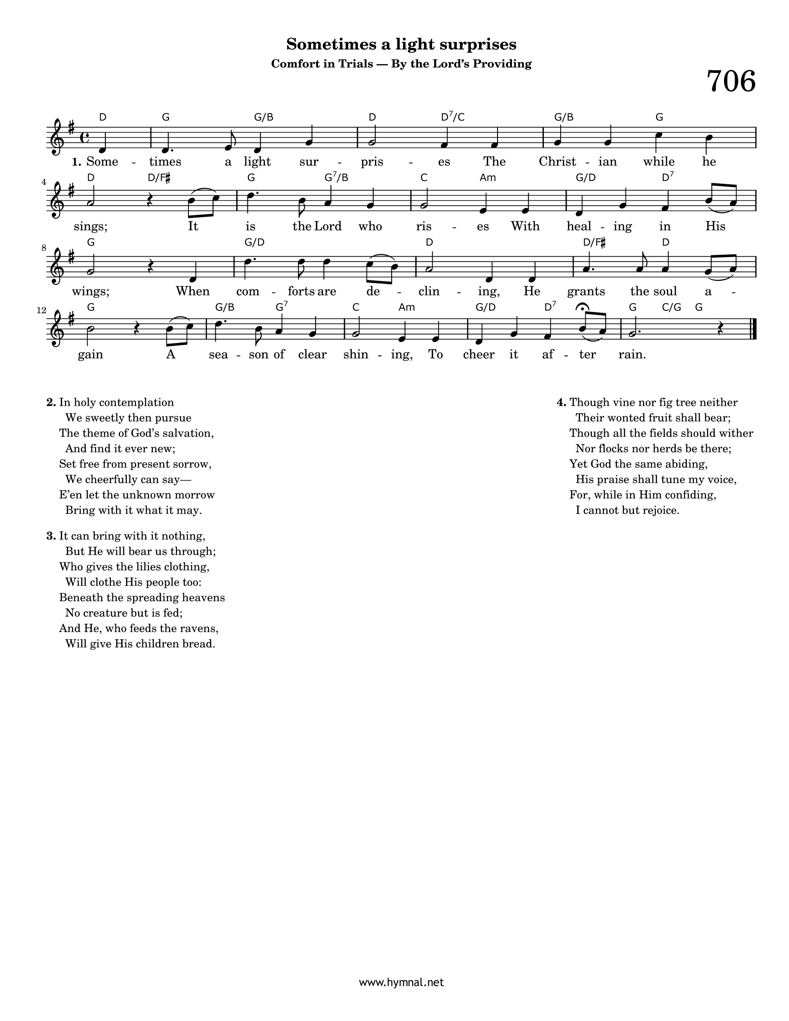 Sometimes a light surprises
Comfort in Trials — By the Lord's Providing
706
D G G/B D D7/C G/B G
1. Some - times a light sur - pris - es The Christ - ian while he
4 D D/F♯ G G7/B C Am G/D D7
sings; It is the Lord who ris - es With heal - ing in His
8 G G/D D D/F♯ D
wings; When com - forts are de - clin - ing, He grants the soul a -
12 G G/B G7 C Am G/D D7 G C/G G
gain A sea - son of clear shin - ing, To cheer it af - ter rain.
2. In holy contemplation
We sweetly then pursue
The theme of God's salvation,
And find it ever new;
Set free from present sorrow,
We cheerfully can say—
E'en let the unknown morrow
Bring with it what it may.
3. It can bring with it nothing,
But He will bear us through;
Who gives the lilies clothing,
Will clothe His people too:
Beneath the spreading heavens
No creature but is fed;
And He, who feeds the ravens,
Will give His children bread.
4. Though vine nor fig tree neither
Their wonted fruit shall bear;
Though all the fields should wither
Nor flocks nor herds be there;
Yet God the same abiding,
His praise shall tune my voice,
For, while in Him confiding,
I cannot but rejoice.
www.hymnal.net